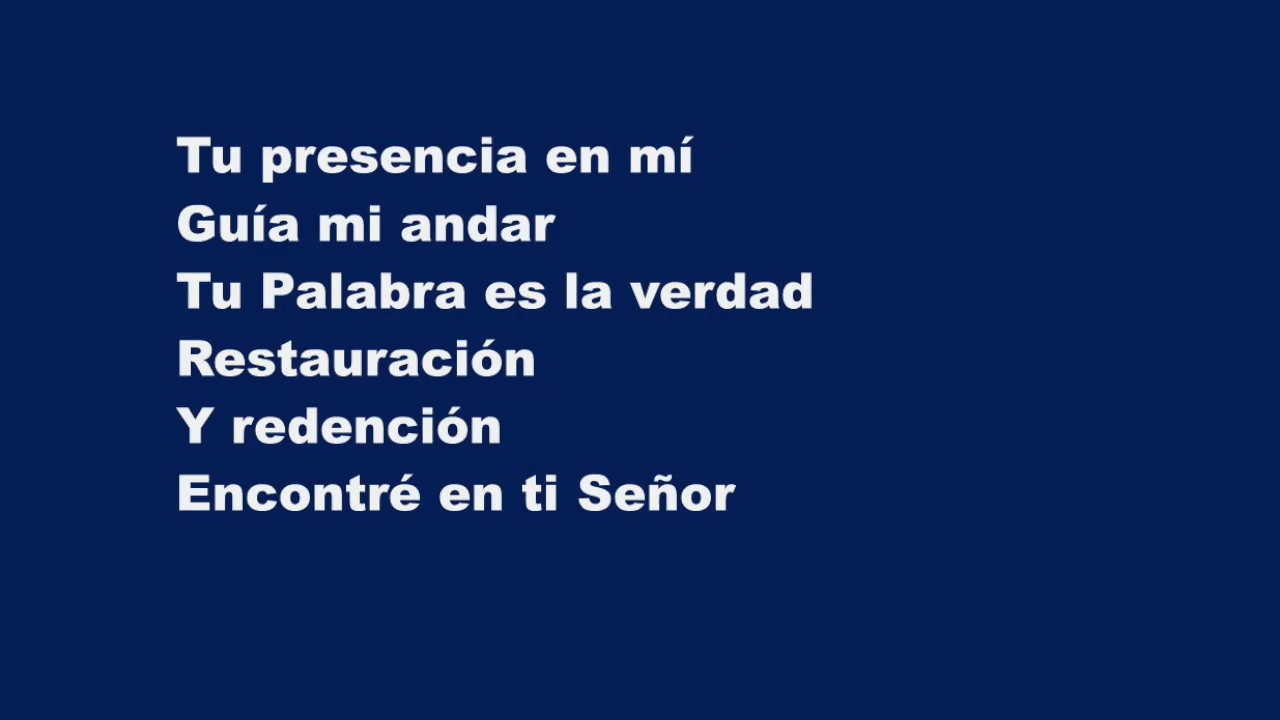 Tu presencia en mí
Guía mi andar
Tu Palabra es la verdad
Restauración
Y redención
Encontré en ti Señor